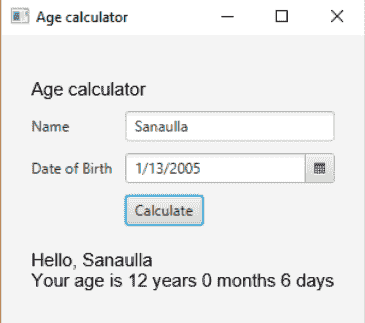 Age calculator
Age calculator
Name Sanaulla
Date of Birth 1/13/2005
Calculate
Hello, Sanaulla
Your age is 12 years 0 months 6 days